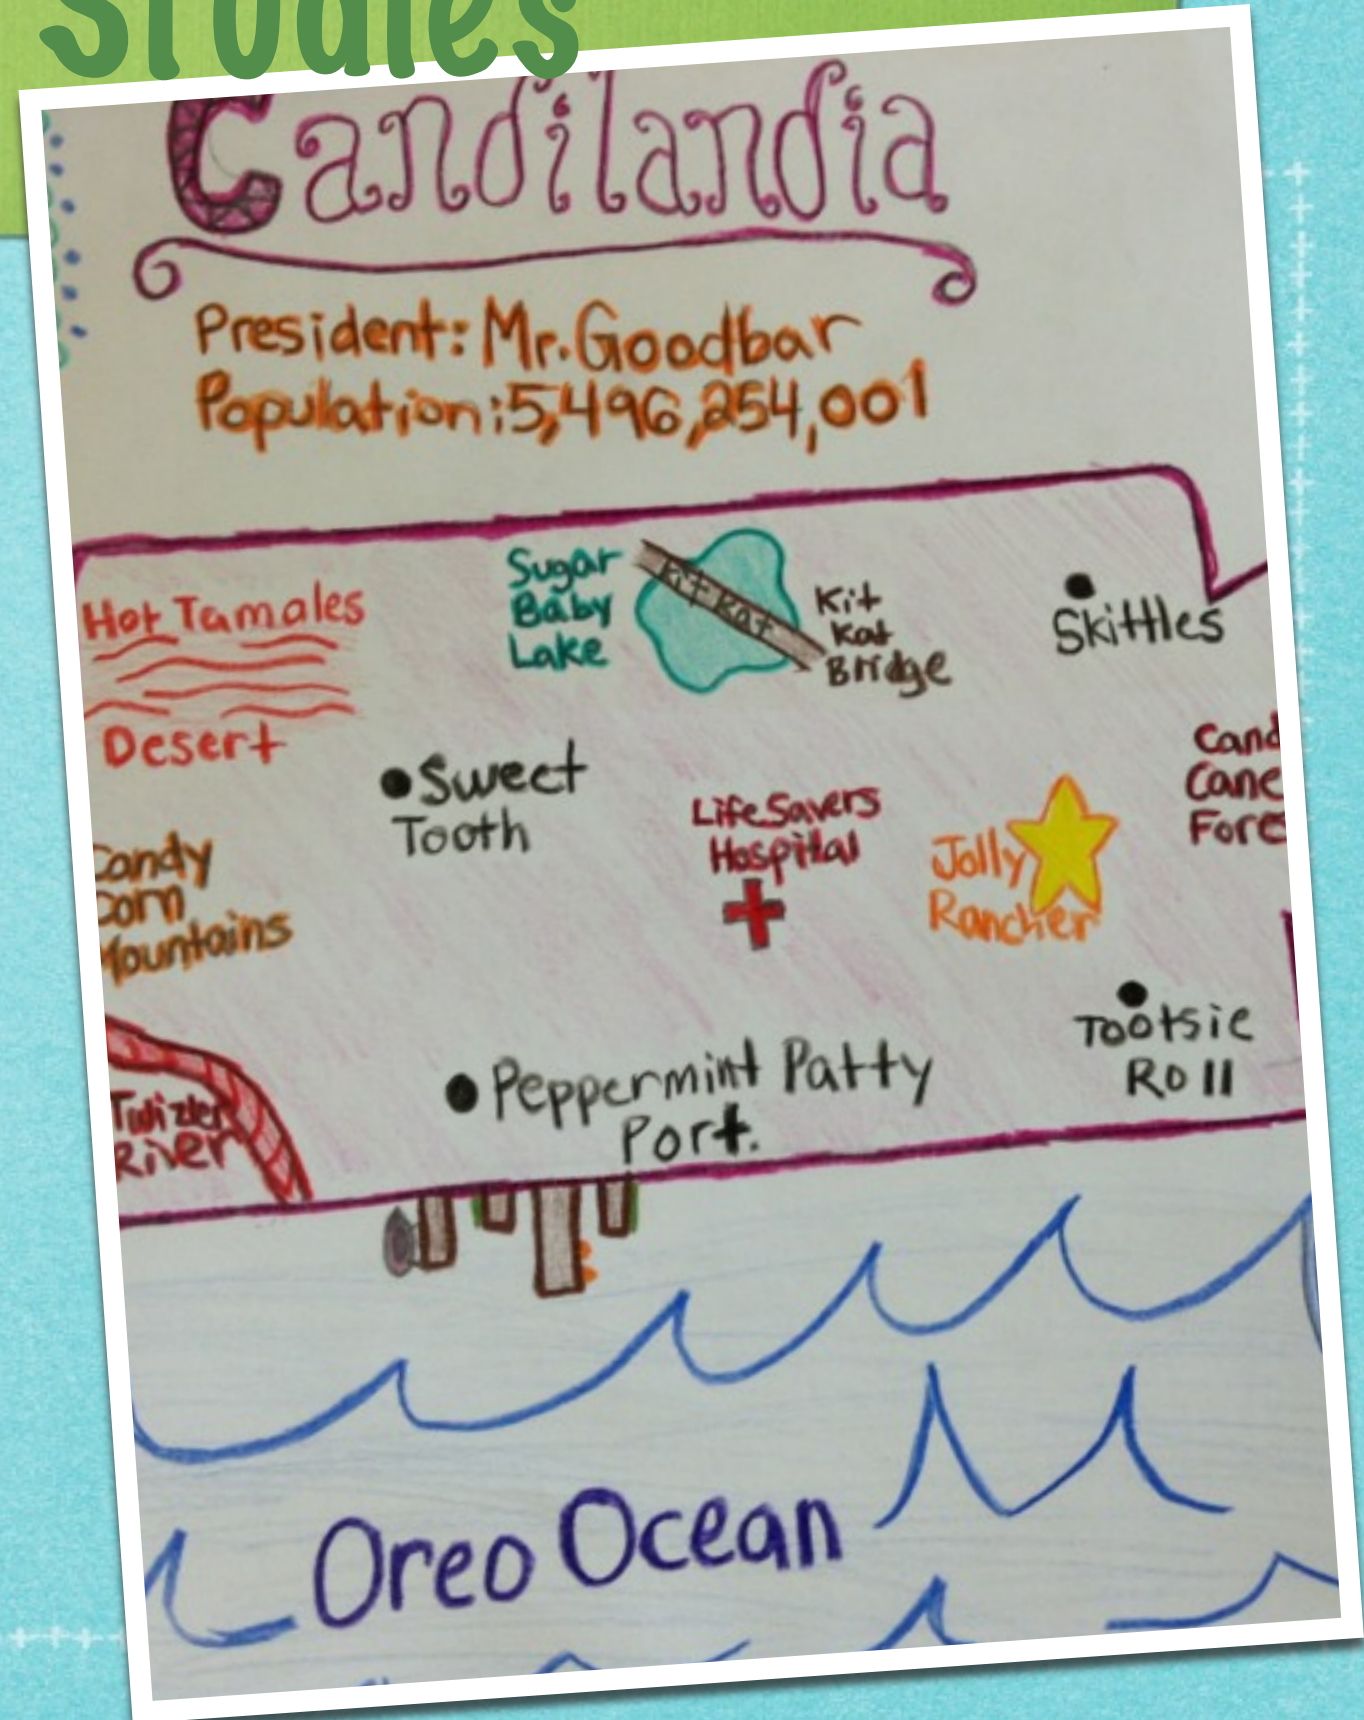 Studies
Candilandia
President: Mr. Goodbar
Population: 5,496,254,001
Hot Tamales
Desert
Sugar
Baby
Lake
Kit Kat
Kit
Kat
Bridge
Skittles
Sweet
Tooth
Life Savers
Hospital
Jolly
Rancher
Cand
Cane
Fores
Candy
Corn
Mountains
Twizler
River
Peppermint Patty
Port.
Tootsie
Roll
Oreo Ocean